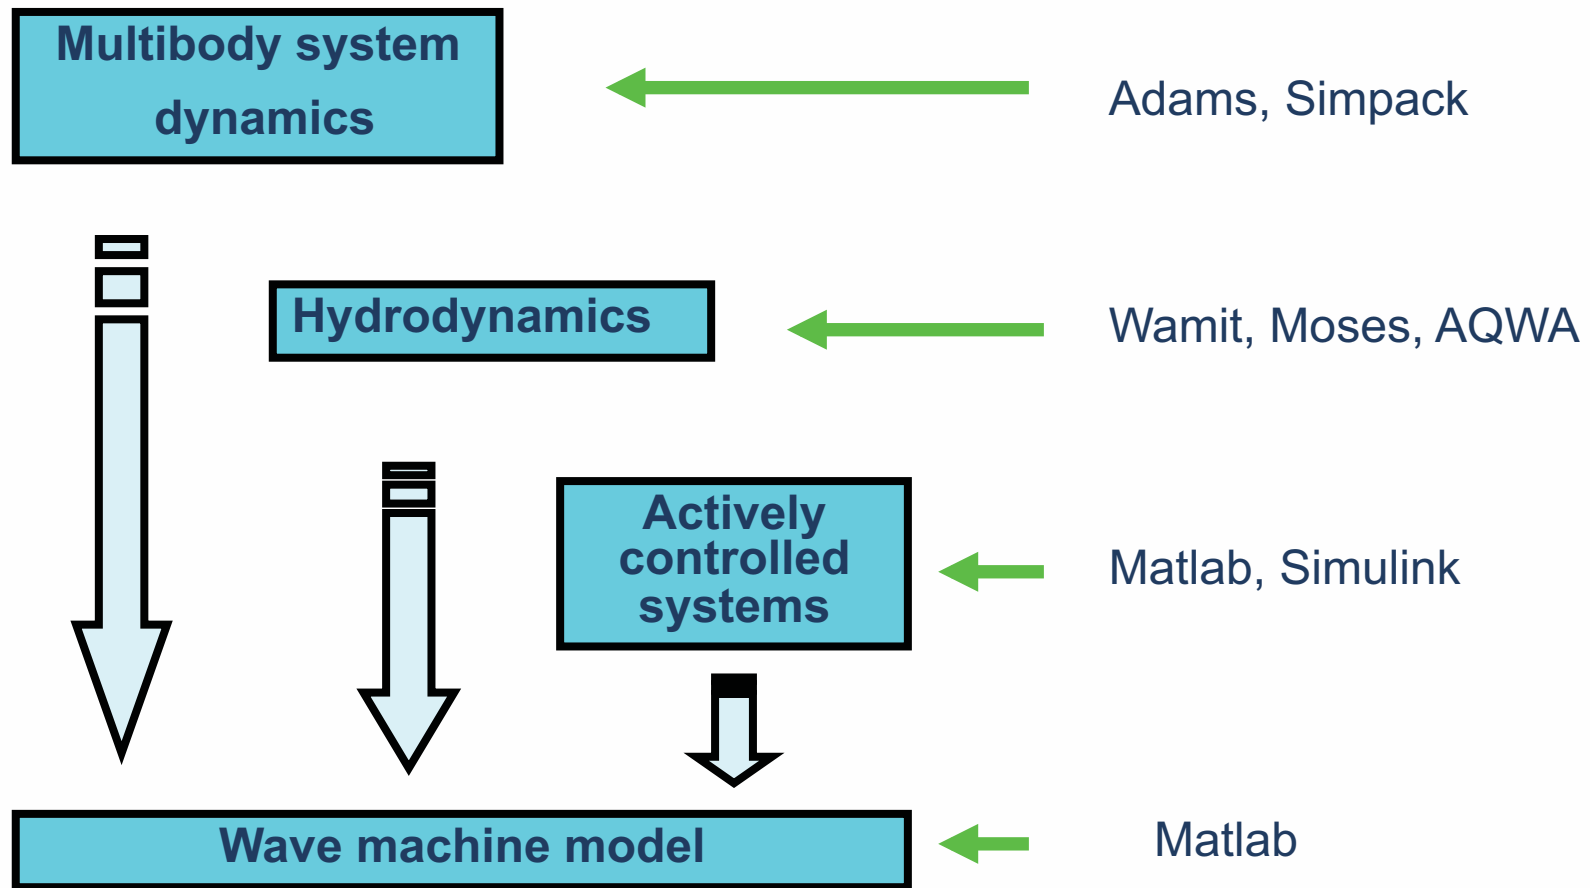 Multibody system
dynamics
Adams, Simpack
Hydrodynamics
Wamit, Moses, AQWA
Actively
controlled
systems
Matlab, Simulink
Wave machine model
Matlab